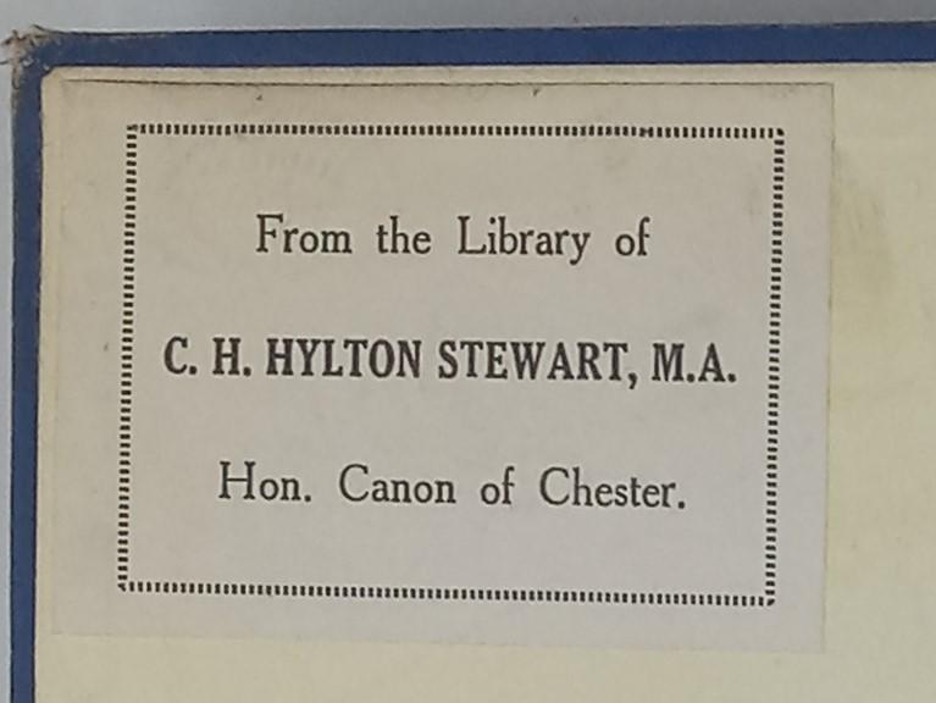 From the Library of
C. H. HYLTON STEWART, M.A.
Hon. Canon of Chester.